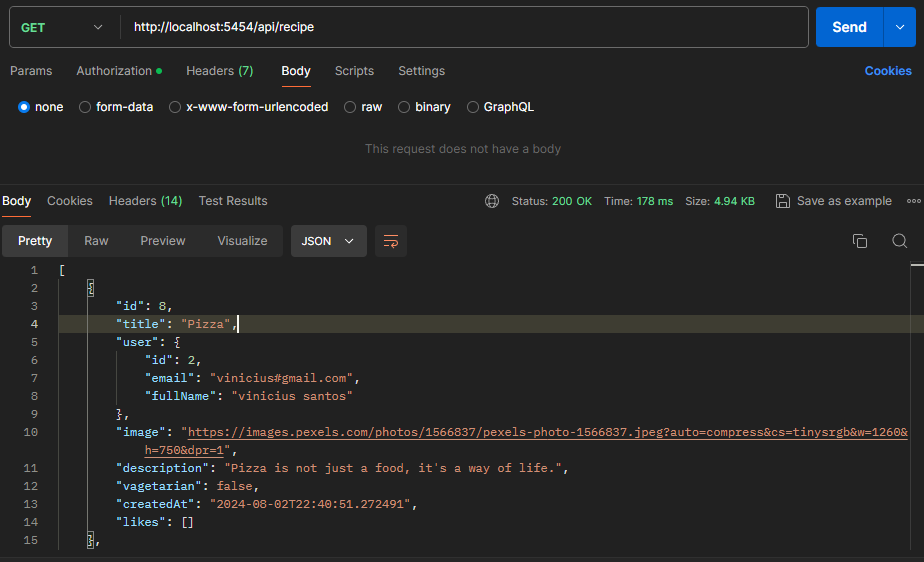 GET http://localhost:5454/api/recipe Send
Params Authorization Headers (7) Body Scripts Settings Cookies
none form-data x-www-form-urlencoded raw binary GraphQL
This request does not have a body
Body Cookies Headers (14) Test Results Status: 200 OK Time: 178 ms Size: 4.94 KB Save as example
Pretty Raw Preview Visualize JSON
1 [
2 {
3 "id": 8,
4 "title": "Pizza",
5 "user": {
6 "id": 2,
7 "email": "vinicius#gmail.com",
8 "fullName": "vinicius santos"
9 },
10 "image": "https://images.pexels.com/photos/1566837/pexels-photo-1566837.jpeg?auto=compress&cs=tinysrgb&w=1260&
h=750&dpr=1",
11 "description": "Pizza is not just a food, it's a way of life.",
12 "vagetarian": false,
13 "createdAt": "2024-08-02T22:40:51.272491",
14 "likes": []
15 },